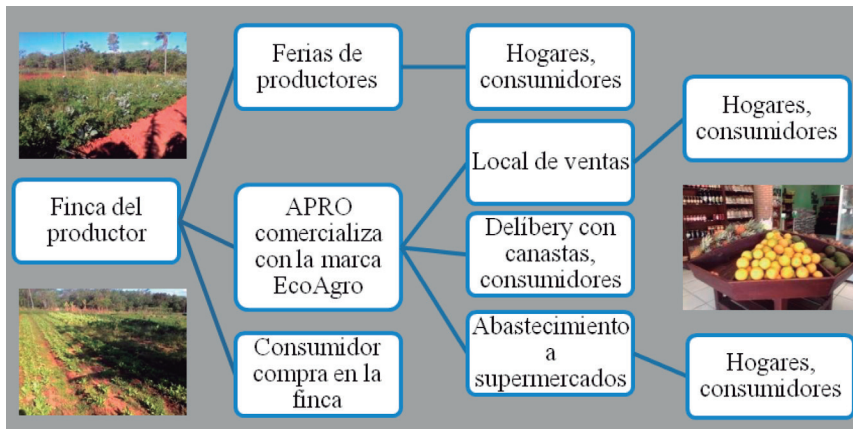 Finca del
productor
Ferias de
productores
Hogares,
consumidores
APRO
comercializa
con la marca
EcoAgro
Local de ventas
Hogares,
consumidores
Delíbery con
canastas,
consumidores
Abastecimiento
a
supermercados
Hogares,
consumidores
Consumidor
compra en la
finca